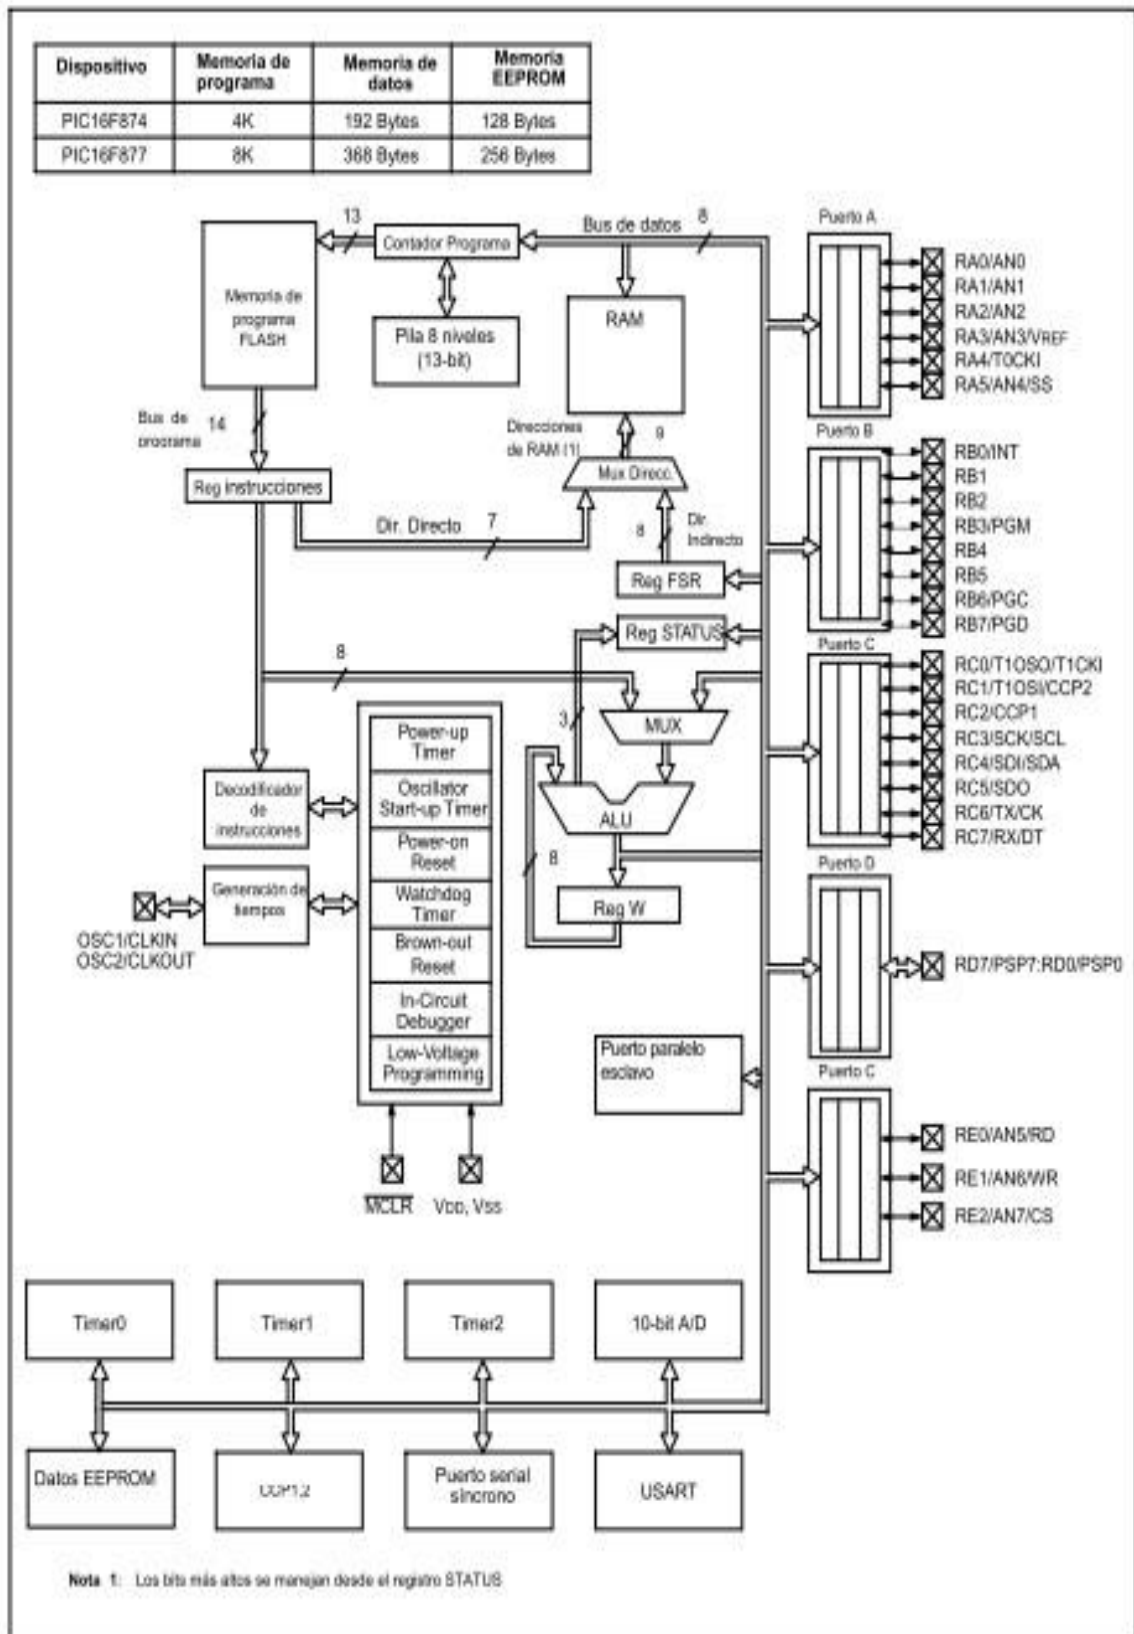 Dispositivo Memoria de programa Memoria de datos Memoria EEPROM
PIC16F874 4K 192 Bytes 128 Bytes
PIC16F877 8K 368 Bytes 256 Bytes
13
Contador Programa
Bus de datos
8
Memoria de
programa
FLASH
Pila 8 niveles
(13-bit)
RAM
Bus de
programa
14
Direcciones
de RAM (1)
9
Mux Direcc.
Reg instrucciones
Dir. Directo
7
8
Dir.
Indirecto
Reg FSR
Reg STATUS
8
3
MUX
ALU
8
Reg W
Power-up
Timer
Oscillator
Start-up Timer
Power-on
Reset
Watchdog
Timer
Brown-out
Reset
In-Circuit
Debugger
Low-Voltage
Programming
Decodificador
de
instrucciones
Generación de
tiempos
OSC1/CLKIN
OSC2/CLKOUT
MCLR
VDD, VSS
Puerto paralelo
esclavo
Puerto A
RA0/AN0
RA1/AN1
RA2/AN2
RA3/AN3/VREF
RA4/T0CKI
RA5/AN4/SS
Puerto B
RB0/INT
RB1
RB2
RB3/PGM
RB4
RB5
RB6/PGC
RB7/PGD
Puerto C
RC0/T1OSO/T1CKI
RC1/T1OSI/CCP2
RC2/CCP1
RC3/SCK/SCL
RC4/SDI/SDA
RC5/SDO
RC6/TX/CK
RC7/RX/DT
Puerto D
RD7/PSP7:RD0/PSP0
Puerto C
RE0/AN5/RD
RE1/AN6/WR
RE2/AN7/CS
Timer0
Timer1
Timer2
10-bit A/D
Datos EEPROM
CCP1,2
Puerto serial
síncrono
USART
Nota 1: Los bits más altos se manejan desde el registro STATUS